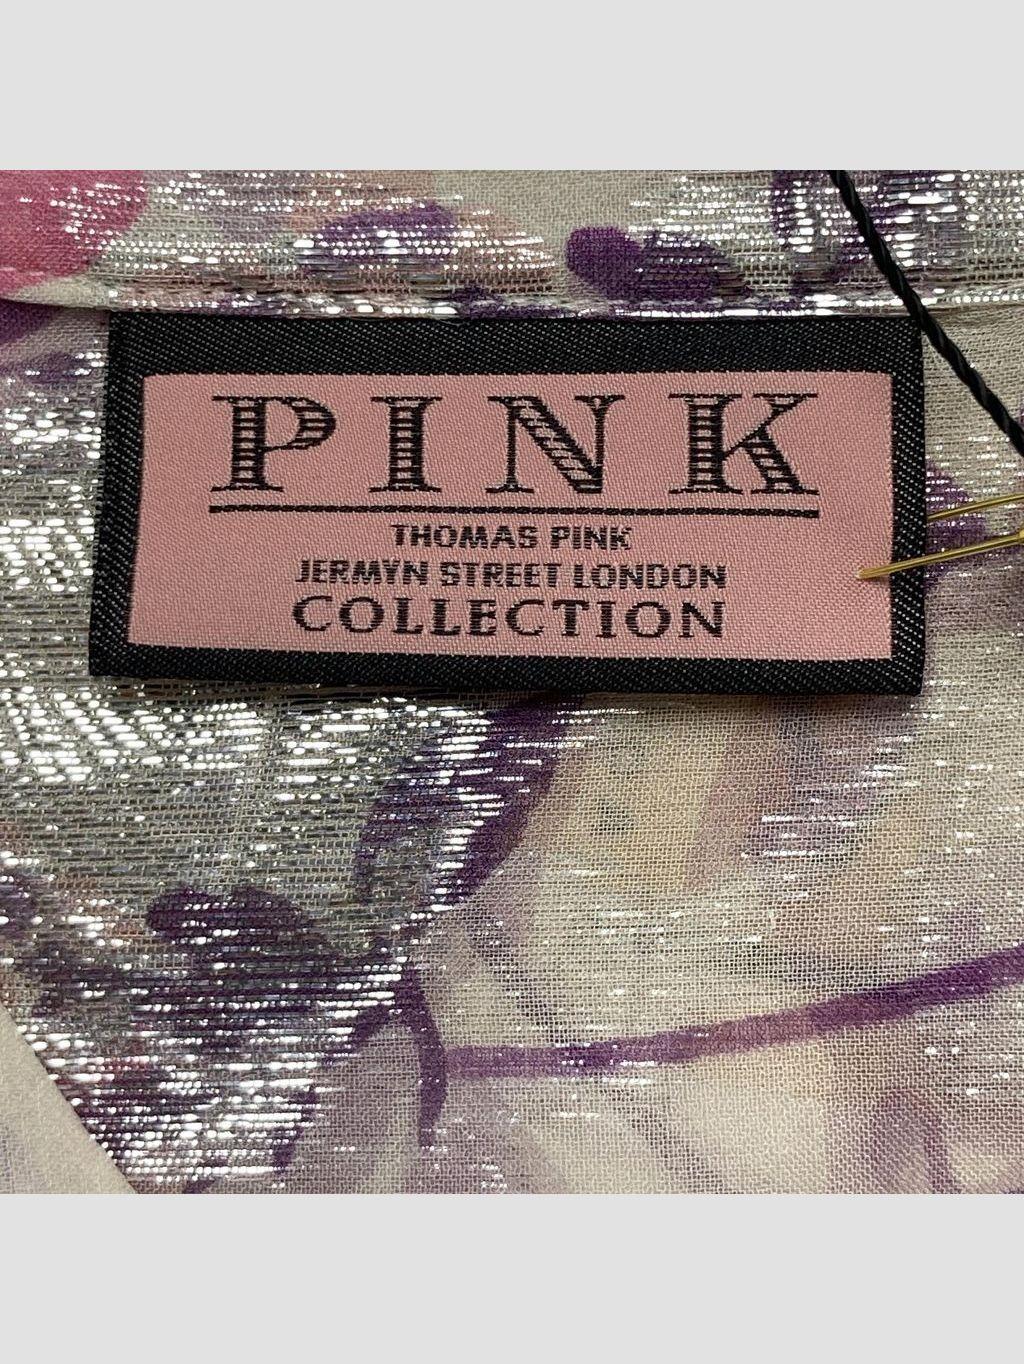 PINK
THOMAS PINK
JERMYN STREET LONDON
COLLECTION